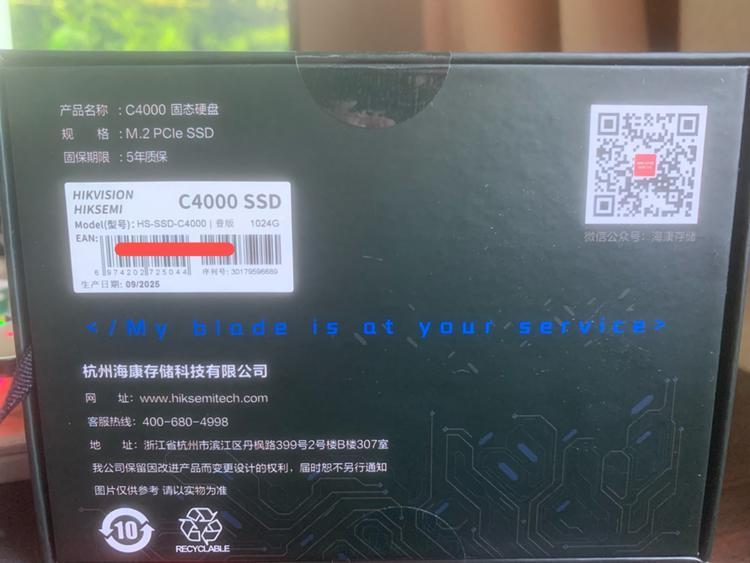 产品名称 : C4000 固态硬盘
规 格 : M.2 PCIe SSD
固保期限 : 5年质保
HIKVISION
HIKSEMI
C4000 SSD
Model(型号): HS-SSD-C4000 | 普版 1024G
EAN:
6 974202 725044 序列号: 30179596689
生产日期: 09/2025
微信公众号：海康存储
</My blade is at your service>
杭州海康存储科技有限公司
网 址: www.hiksemitech.com
客服热线: 400-680-4998
地 址: 浙江省杭州市滨江区丹枫路399号2号楼B楼307室
我公司保留因改进产品而变更设计的权利，届时恕不另行通知
图片仅供参考 请以实物为准
10
RECYCLABLE